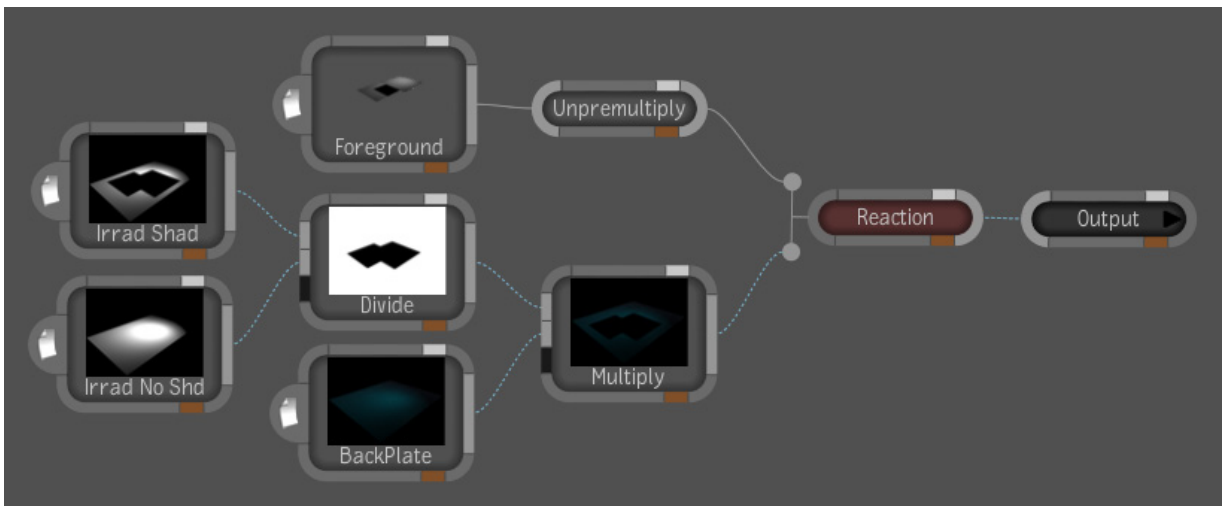 Foreground
Unpremultiply
Irrad Shad
Reaction
Output
Divide
Irrad No Shd
Multiply
BackPlate